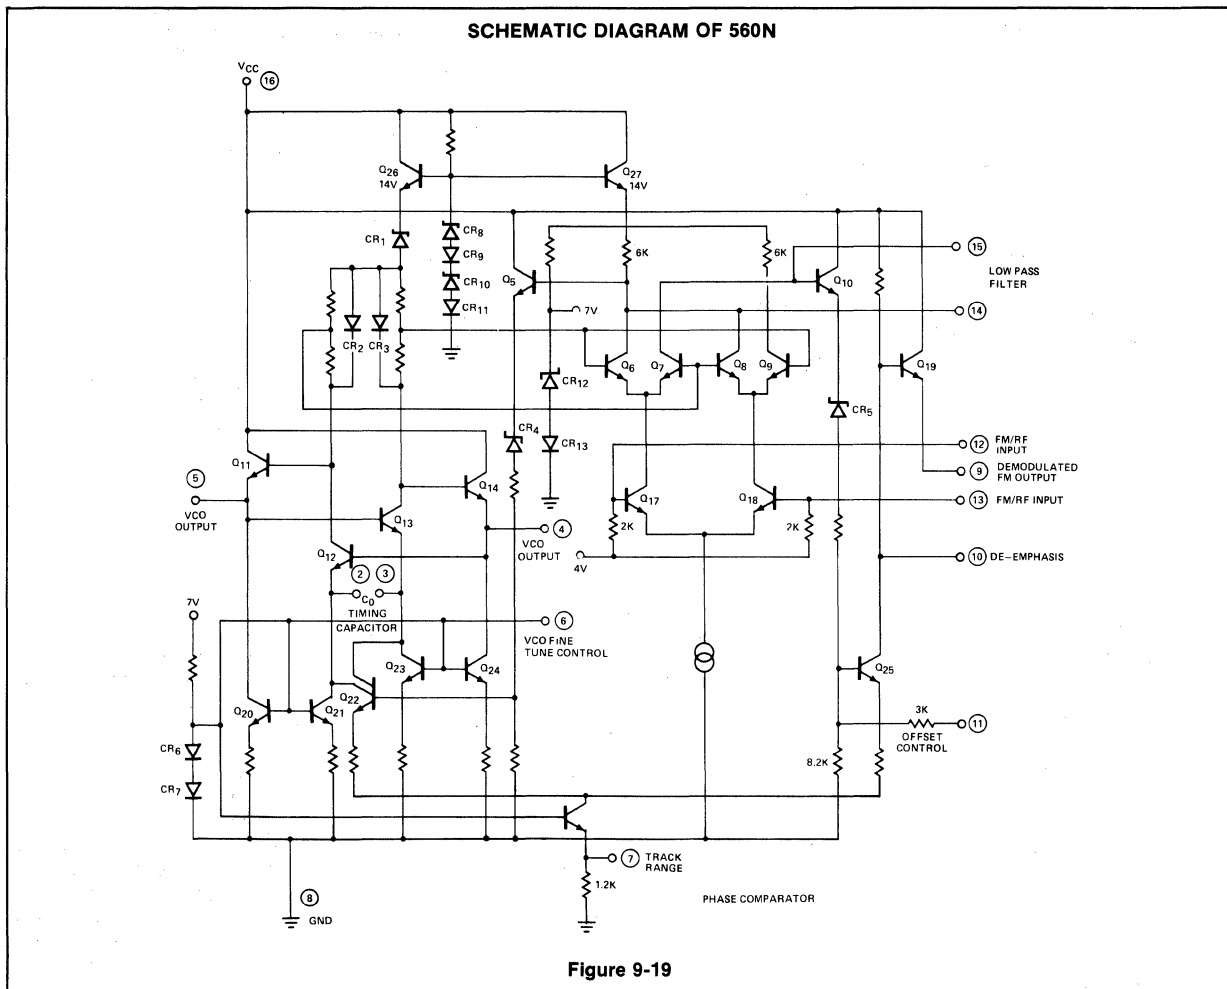 SCHEMATIC DIAGRAM OF 560N
VCC 16
Q26
14V
Q27
14V
CR1
CR8
CR9
CR10
CR11
6K
6K
15
LOW PASS
FILTER
Q5
Q10
7V
14
CR2
CR3
Q6
Q7
Q8
Q9
Q19
CR12
CR5
CR4
CR13
12 FM/RF
INPUT
Q11
9 DEMODULATED
FM OUTPUT
5
VCO
OUTPUT
Q14
Q17
Q18
13 FM/RF INPUT
Q13
2K
2K
4
VCO
OUTPUT
Q12
4V
10 DE-EMPHASIS
2 3
C0
TIMING
CAPACITOR
7V
6
VCO FINE
TUNE CONTROL
Q23
Q24
Q25
Q22
Q20
Q21
3K
11
OFFSET
CONTROL
CR6
8.2K
CR7
7 TRACK
RANGE
1.2K
8
GND
PHASE COMPARATOR
Figure 9-19